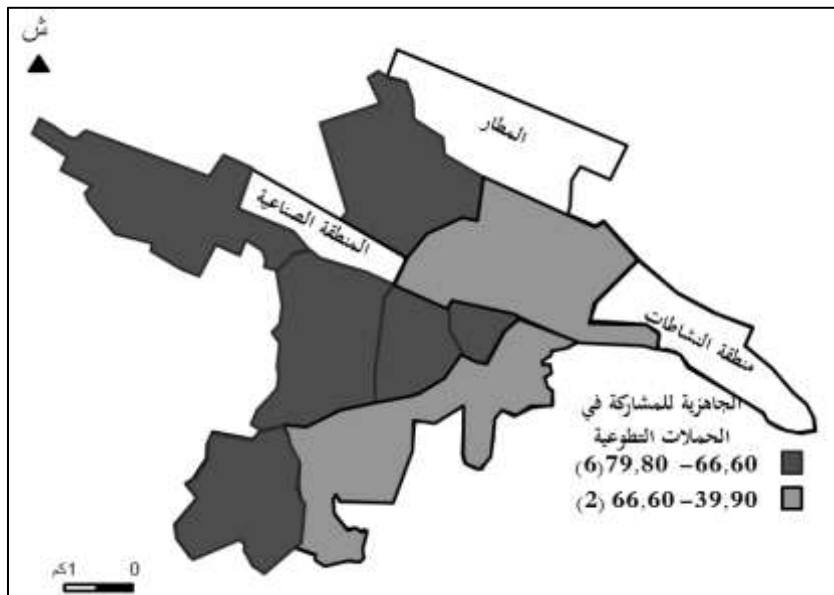 ش
المطار
المنطقة الصناعية
منطقة النشاطات
الجاهزية للمشاركة في
الحملات التطوعية
66,60– 79,80(6)
39,90– 66,60 (2)
0 1كم